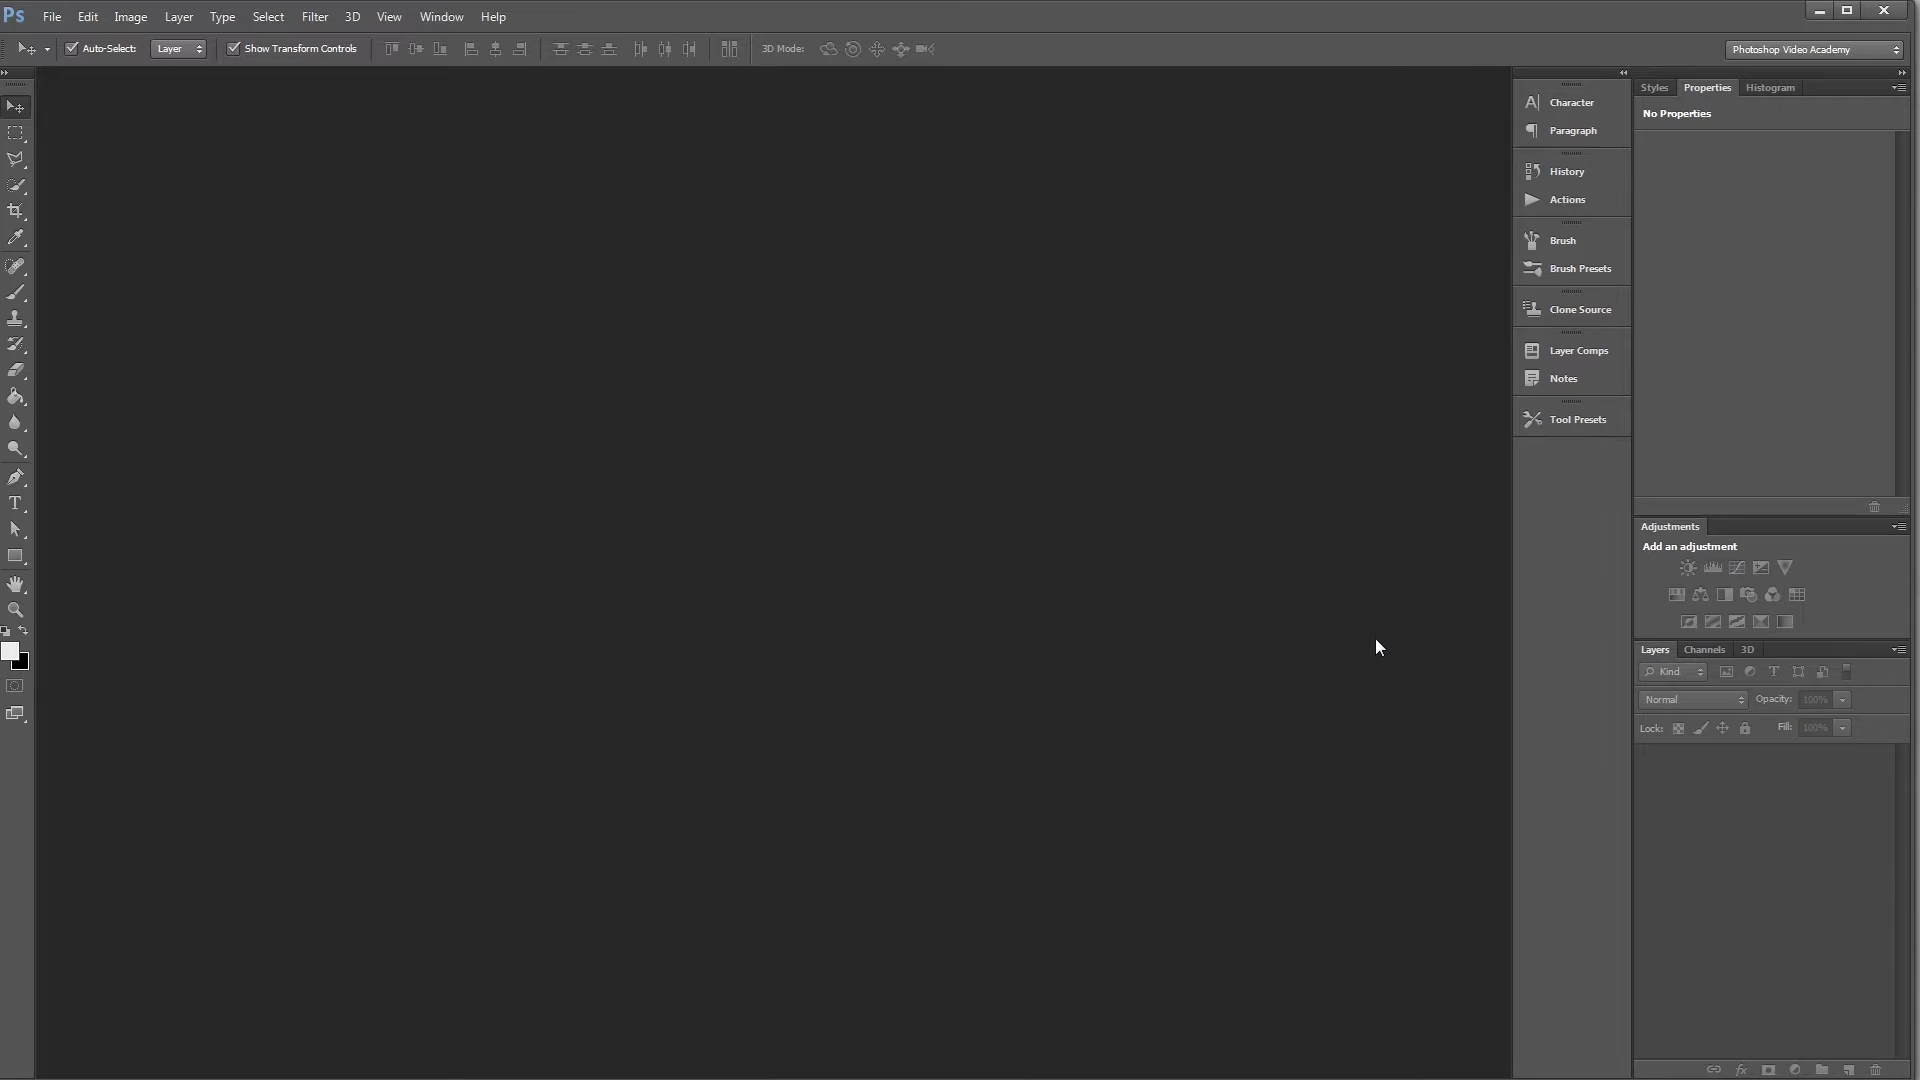 Ps File Edit Image Layer Type Select Filter 3D View Window Help
Auto-Select: Layer Show Transform Controls 3D Mode: Photoshop Video Academy
Character
Paragraph
History
Actions
Brush
Brush Presets
Clone Source
Layer Comps
Notes
Tool Presets
Styles Properties Histogram
No Properties
Adjustments
Add an adjustment
Layers Channels 3D
Kind
Normal Opacity: 100%
Lock: Fill: 100%